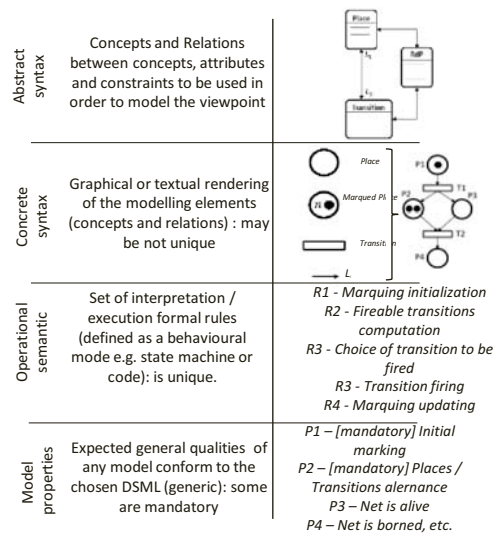 Abstract
syntax
Concepts and Relations
between concepts, attributes
and constraints to be used in
order to model the viewpoint
Place
RdP
Transition
Concrete
syntax
Graphical or textual rendering
of the modelling elements
(concepts and relations) : may
be not unique
Place
n
Marqued Place
Transition
L.
P1
T1
P2
P3
T2
P4
Operational
semantic
Set of interpretation /
execution formal rules
(defined as a behavioural
mode e.g. state machine or
code): is unique.
R1 - Marquing initialization
R2 - Fireable transitions
computation
R3 - Choice of transition to be
fired
R3 - Transition firing
R4 - Marquing updating
Model
properties
Expected general qualities of
any model conform to the
chosen DSML (generic): some
are mandatory
P1 – [mandatory] Initial
marking
P2 – [mandatory] Places /
Transitions alernance
P3 – Net is alive
P4 – Net is borned, etc.